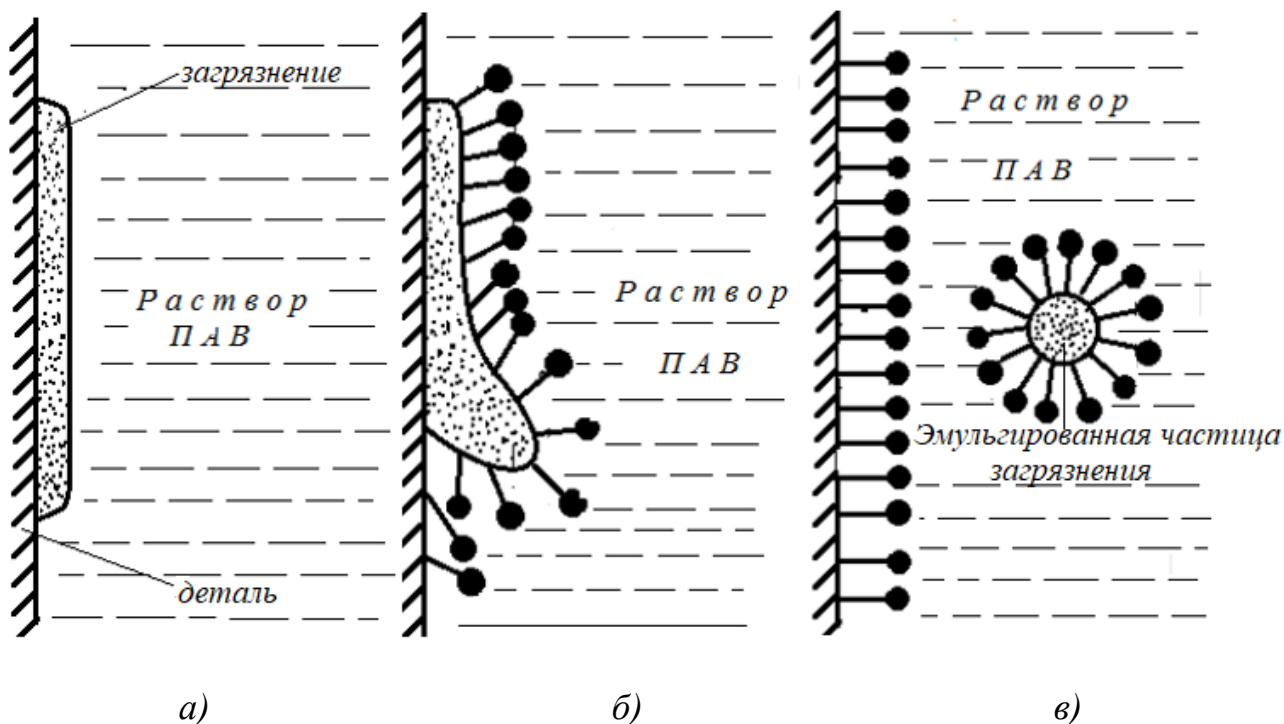 загрязнение
Раствор
ПАВ
деталь
Раствор
ПАВ
Раствор
ПАВ
Эмульгированная частица
загрязнения
а)
б)
в)